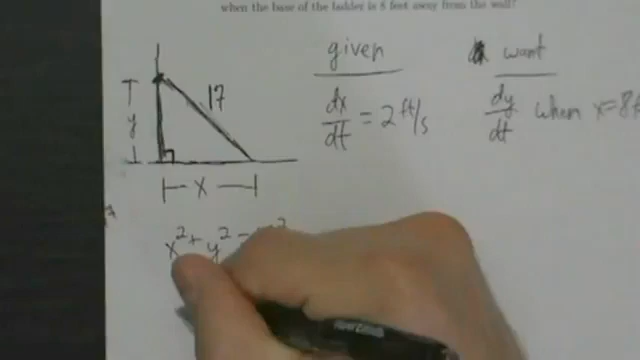 when the base of the ladder is 8 feet away from the wall?
given
want
17
y
x
dx/dt = 2 ft/s
dy/dt when x=8f
x² + y² =